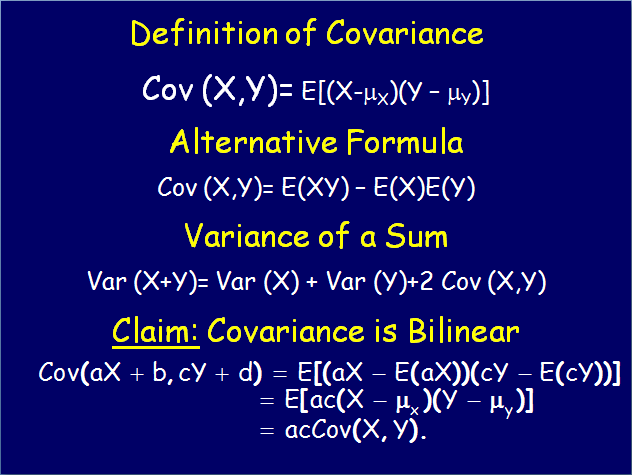 Definition of Covariance
Cov (X,Y)= E[(X-μX)(Y – μY)]
Alternative Formula
Cov (X,Y)= E(XY) – E(X)E(Y)
Variance of a Sum
Var (X+Y)= Var (X) + Var (Y)+2 Cov (X,Y)
Claim: Covariance is Bilinear
Cov(aX + b, cY + d) = E[(aX − E(aX))(cY − E(cY))]
= E[ac(X − μx)(Y − μy)]
= acCov(X, Y).